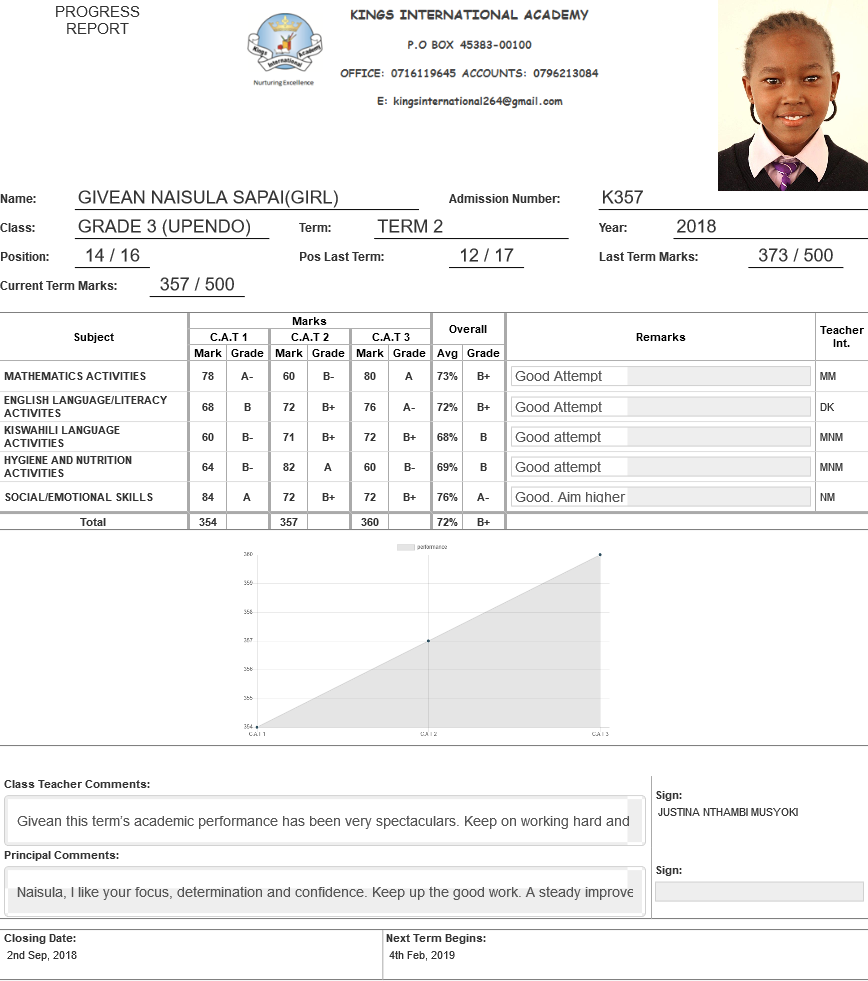 PROGRESS
REPORT
Kings
International
Academy
Nurturing Excellence
KINGS INTERNATIONAL ACADEMY
P.O BOX 45383-00100
OFFICE: 0716119645 ACCOUNTS: 0796213084
E: kingsinternational264@gmail.com
Name: GIVEAN NAISULA SAPAI(GIRL) Admission Number: K357
Class: GRADE 3 (UPENDO) Term: TERM 2 Year: 2018
Position: 14 / 16 Pos Last Term: 12 / 17 Last Term Marks: 373 / 500
Current Term Marks: 357 / 500
Subject Marks Overall Remarks Teacher Int.
C.A.T 1 C.A.T 2 C.A.T 3
Mark Grade Mark Grade Mark Grade Avg Grade
MATHEMATICS ACTIVITIES 78 A- 60 B- 80 A 73% B+ Good Attempt MM
ENGLISH LANGUAGE/LITERACY ACTIVITES 68 B 72 B+ 76 A- 72% B+ Good Attempt DK
KISWAHILI LANGUAGE ACTIVITIES 60 B- 71 B+ 72 B+ 68% B Good attempt MNM
HYGIENE AND NUTRITION ACTIVITIES 64 B- 82 A 60 B- 69% B Good attempt MNM
SOCIAL/EMOTIONAL SKILLS 84 A 72 B+ 72 B+ 76% A- Good. Aim higher NM
Total 354 357 360 72% B+
performance
360
359
358
357
356
355
354
C.A.T 1 C.A.T 2 C.A.T 3
Class Teacher Comments:
Givean this term's academic performance has been very spectaculars. Keep on working hard and
Sign:
JUSTINA NTHAMBI MUSYOKI
Principal Comments:
Naisula, I like your focus, determination and confidence. Keep up the good work. A steady improve
Sign:
Closing Date: Next Term Begins:
2nd Sep, 2018 4th Feb, 2019